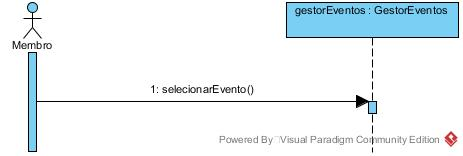 gestorEventos : GestorEventos
Membro
1: selecionarEvento()
Powered By Visual Paradigm Community Edition